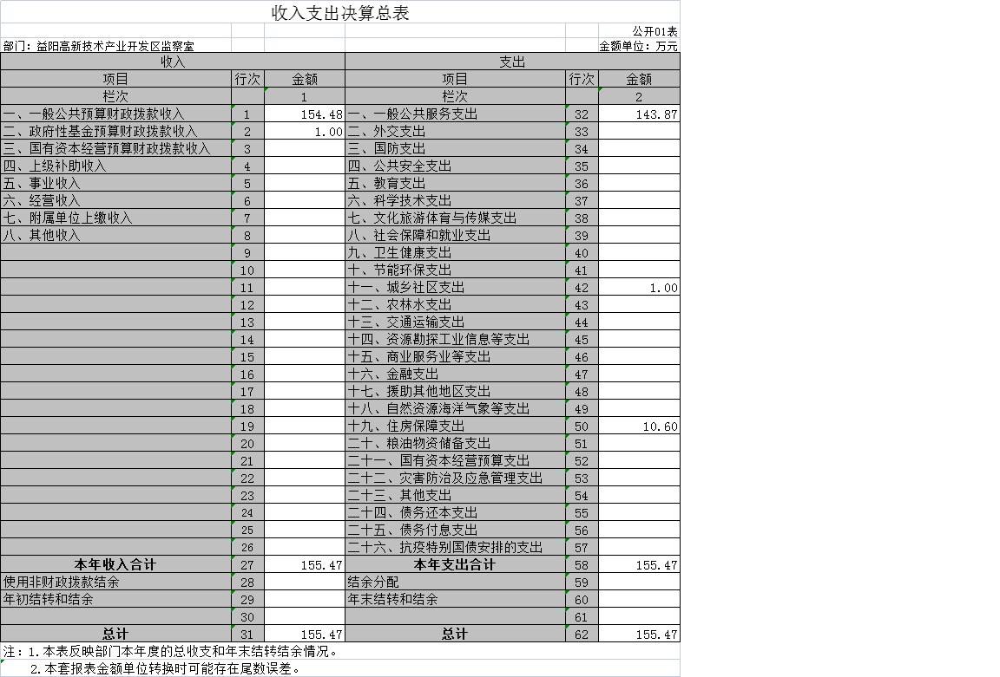 收入支出决算总表
公开01表
部门：益阳高新技术产业开发区监察室 金额单位：万元
收入 支出
项目 行次 金额 项目 行次 金额
栏次 1 栏次 2
一、一般公共预算财政拨款收入 1 154.48 一、一般公共服务支出 32 143.87
二、政府性基金预算财政拨款收入 2 1.00 二、外交支出 33
三、国有资本经营预算财政拨款收入 3 三、国防支出 34
四、上级补助收入 4 四、公共安全支出 35
五、事业收入 5 五、教育支出 36
六、经营收入 6 六、科学技术支出 37
七、附属单位上缴收入 7 七、文化旅游体育与传媒支出 38
八、其他收入 8 八、社会保障和就业支出 39
9 九、卫生健康支出 40
10 十、节能环保支出 41
11 十一、城乡社区支出 42 1.00
12 十二、农林水支出 43
13 十三、交通运输支出 44
14 十四、资源勘探工业信息等支出 45
15 十五、商业服务业等支出 46
16 十六、金融支出 47
17 十七、援助其他地区支出 48
18 十八、自然资源海洋气象等支出 49
19 十九、住房保障支出 50 10.60
20 二十、粮油物资储备支出 51
21 二十一、国有资本经营预算支出 52
22 二十二、灾害防治及应急管理支出 53
23 二十三、其他支出 54
24 二十四、债务还本支出 55
25 二十五、债务付息支出 56
26 二十六、抗疫特别国债安排的支出 57
本年收入合计 27 155.47 本年支出合计 58 155.47
使用非财政拨款结余 28 结余分配 59
年初结转和结余 29 年末结转和结余 60
30 61
总计 31 155.47 总计 62 155.47
注：1.本表反映部门本年度的总收支和年末结转结余情况。
2.本套报表金额单位转换时可能存在尾数误差。